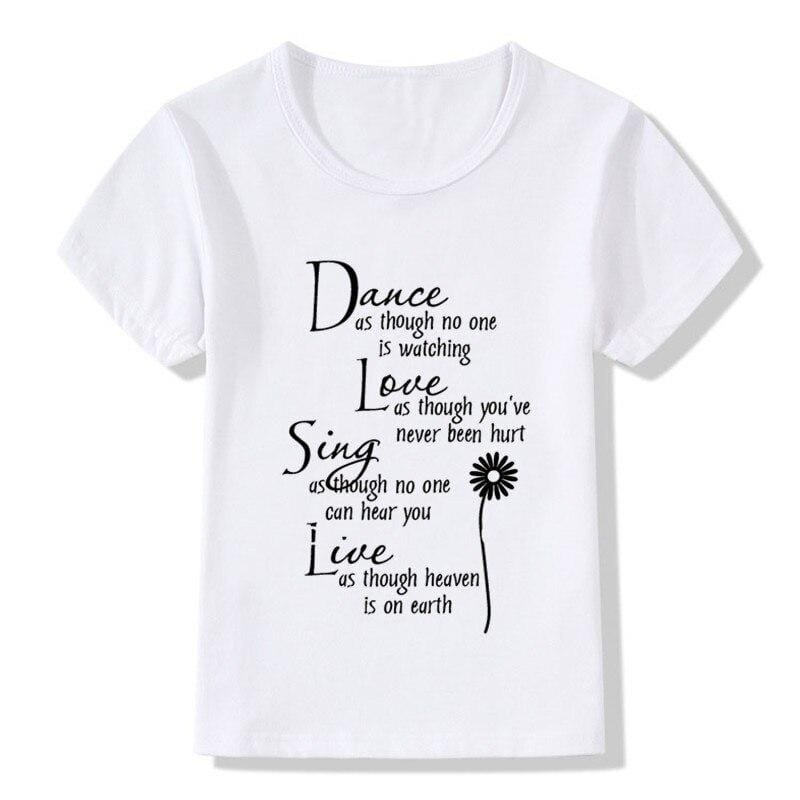 Dance
as though no one
is watching
Love
as though you've
never been hurt
Sing
as though no one
can hear you
Live
as though heaven
is on earth